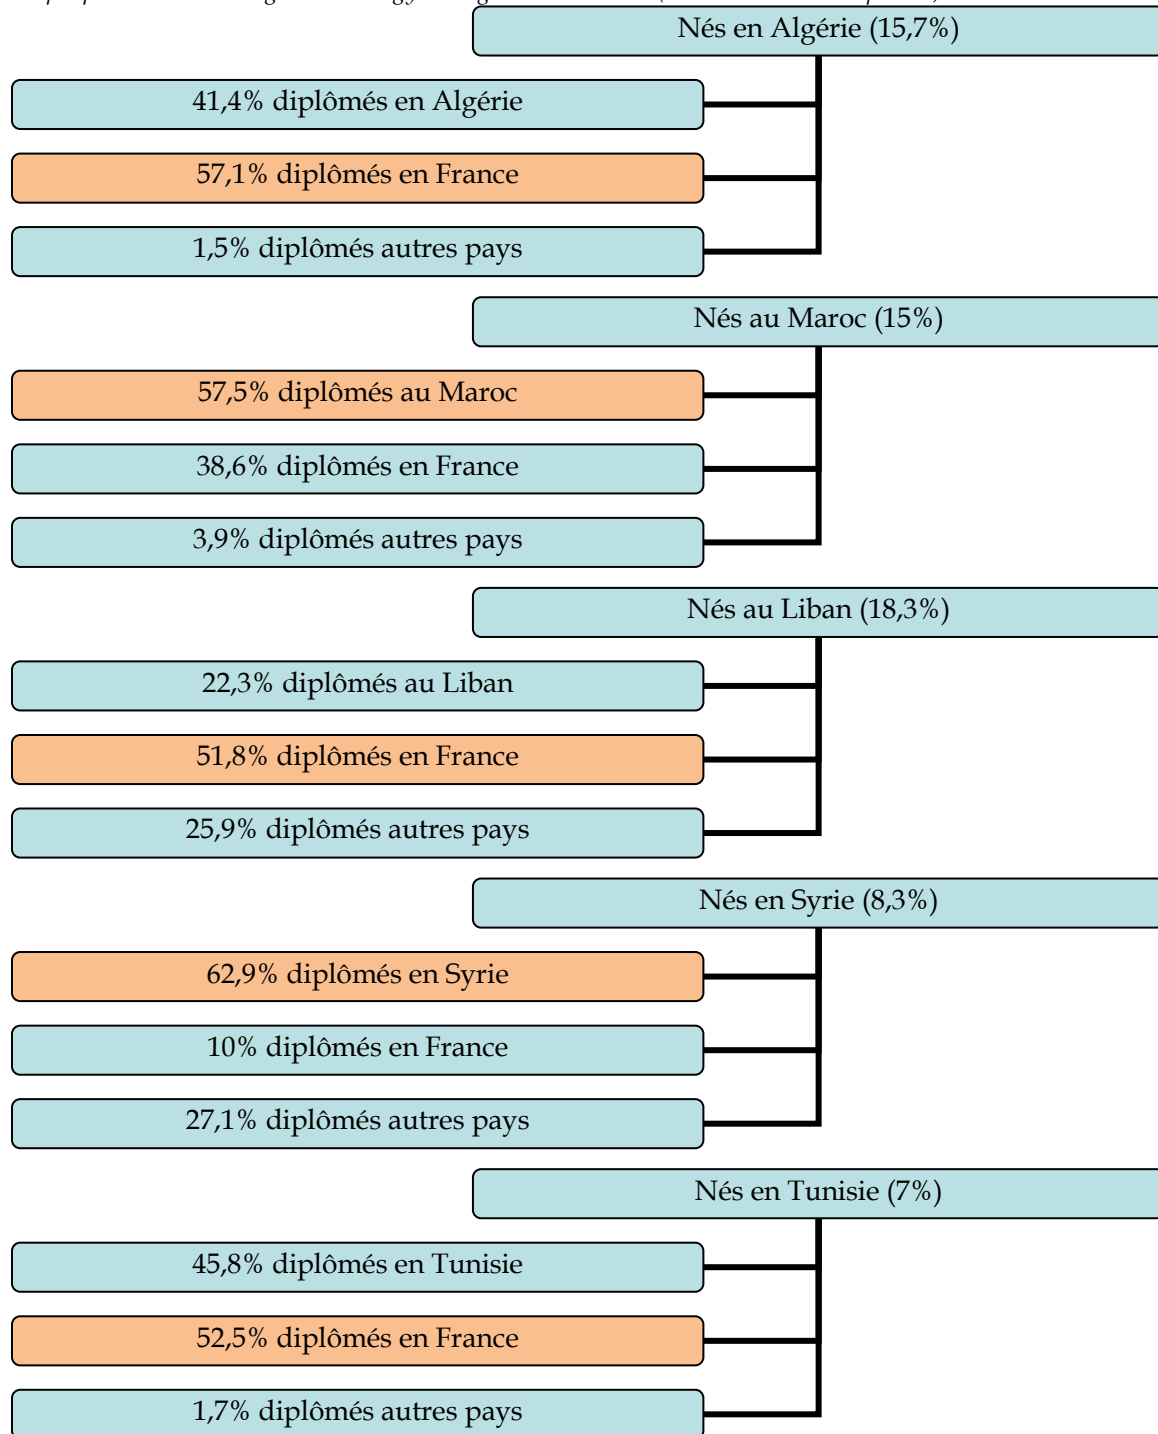 Nés en Algérie (15,7%)
41,4% diplômés en Algérie
57,1% diplômés en France
1,5% diplômés autres pays
Nés au Maroc (15%)
57,5% diplômés au Maroc
38,6% diplômés en France
3,9% diplômés autres pays
Nés au Liban (18,3%)
22,3% diplômés au Liban
51,8% diplômés en France
25,9% diplômés autres pays
Nés en Syrie (8,3%)
62,9% diplômés en Syrie
10% diplômés en France
27,1% diplômés autres pays
Nés en Tunisie (7%)
45,8% diplômés en Tunisie
52,5% diplômés en France
1,7% diplômés autres pays